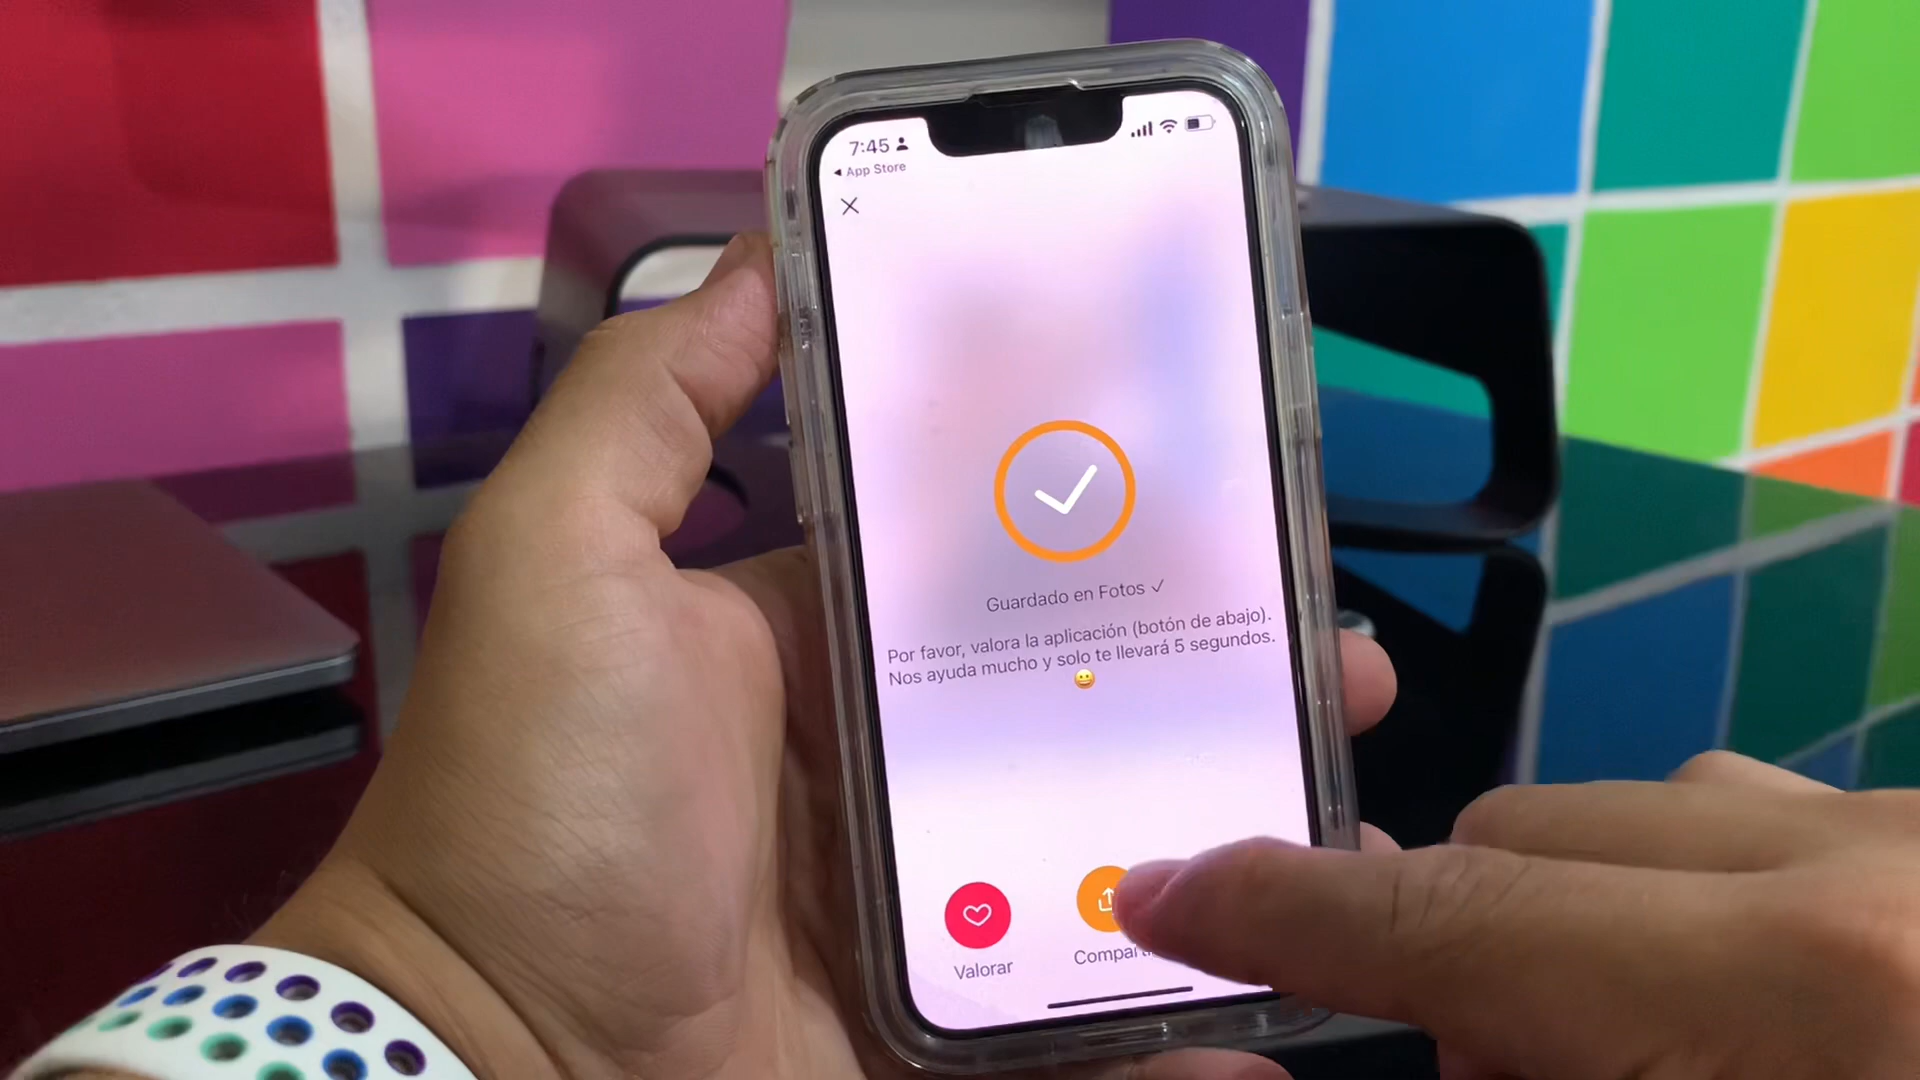 7:45
◀ App Store
Guardado en Fotos ✓
Por favor, valora la aplicación (botón de abajo).
Nos ayuda mucho y solo te llevará 5 segundos.
😀
Valorar